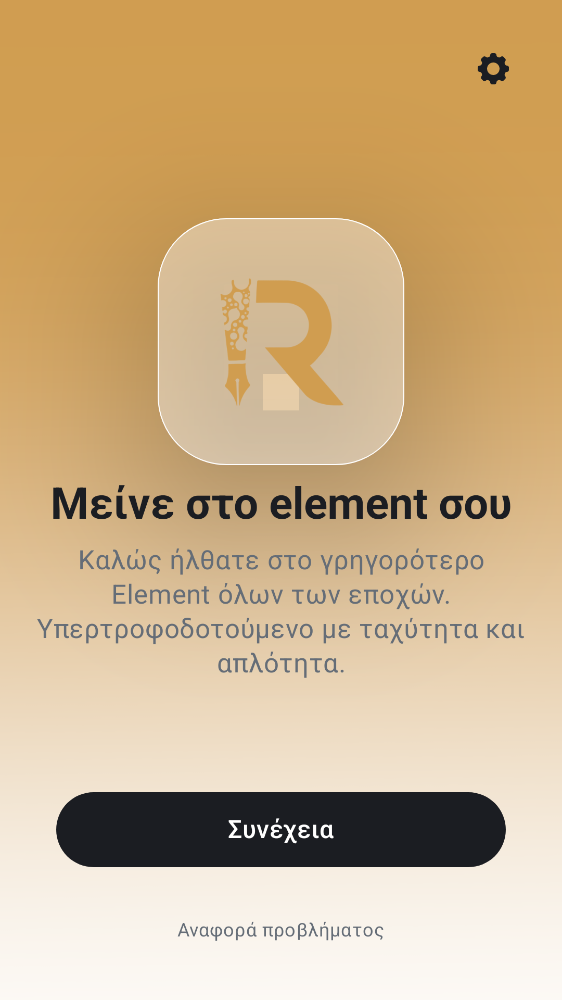 R
Μείνε στο element σου
Καλώς ήλθατε στο γρηγορότερο
Element όλων των εποχών.
Υπερτροφοδοτούμενο με ταχύτητα και
απλότητα.
Συνέχεια
Αναφορά προβλήματος